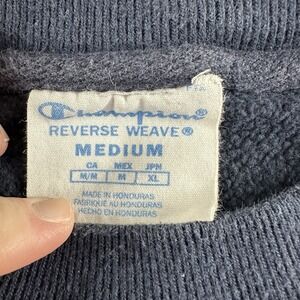 Champion
REVERSE WEAVE®
MEDIUM
CA MEX JPN
M/M M XL
MADE IN HONDURAS
FABRIQUÉ AU HONDURAS
HECHO EN HONDURAS